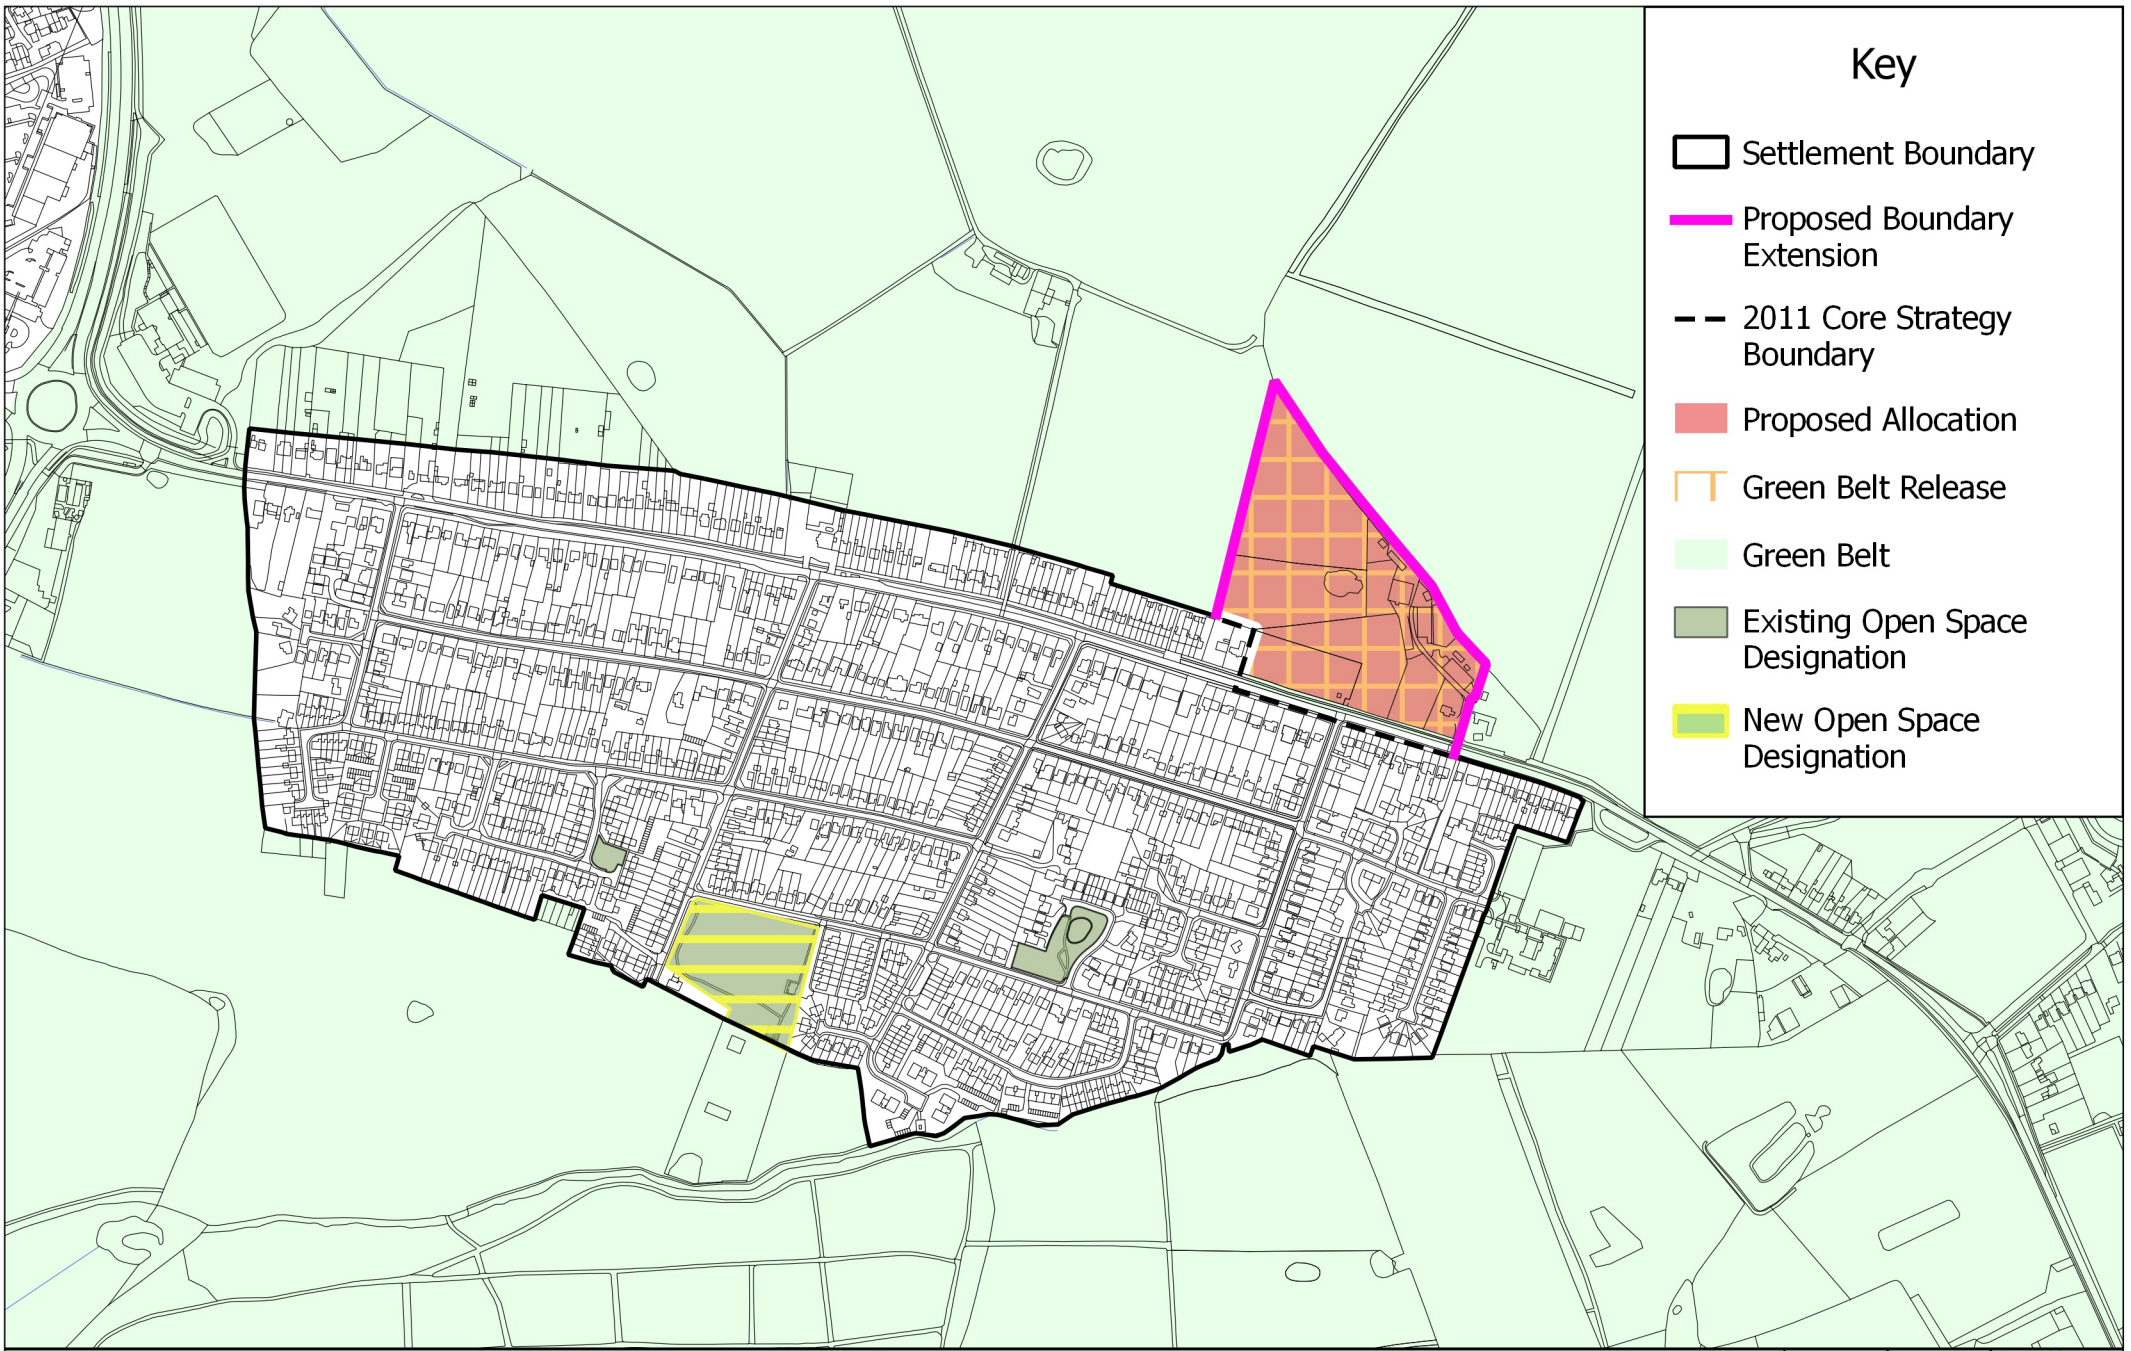 Key
Settlement Boundary
Proposed Boundary
Extension
2011 Core Strategy
Boundary
Proposed Allocation
Green Belt Release
Green Belt
Existing Open Space
Designation
New Open Space
Designation